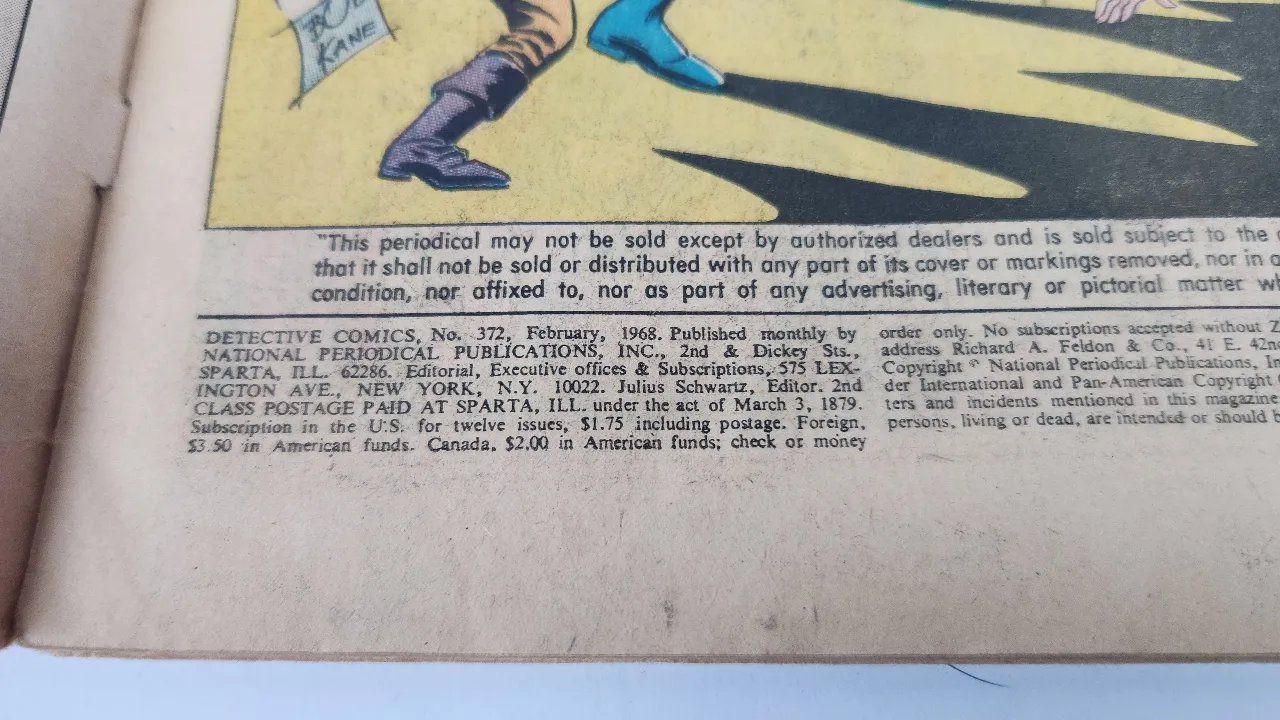 BOB
KANE
"This periodical may not be sold except by authorized dealers and is sold subject to the
that it shall not be sold or distributed with any part of its cover or markings removed, nor in a
condition, nor affixed to, nor as part of any advertising, literary or pictorial matter wh
DETECTIVE COMICS, No. 372, February, 1968. Published monthly by
NATIONAL PERIODICAL PUBLICATIONS, INC., 2nd & Dickey Sts.,
SPARTA, ILL. 62286. Editorial, Executive offices & Subscriptions, 575 LEX-
INGTON AVE., NEW YORK, N.Y. 10022. Julius Schwartz, Editor. 2nd
CLASS POSTAGE PAID AT SPARTA, ILL. under the act of March 3, 1879.
Subscription in the U.S. for twelve issues, $1.75 including postage. Foreign,
$3.50 in American funds. Canada, $2.00 in American funds; check or money
order only. No subscriptions accepted without Z
address Richard A. Feldon & Co., 41 E. 42n
Copyright © National Periodical Publications, In
der International and Pan-American Copyright
ters and incidents mentioned in this magazine
persons, living or dead, are intended or should b